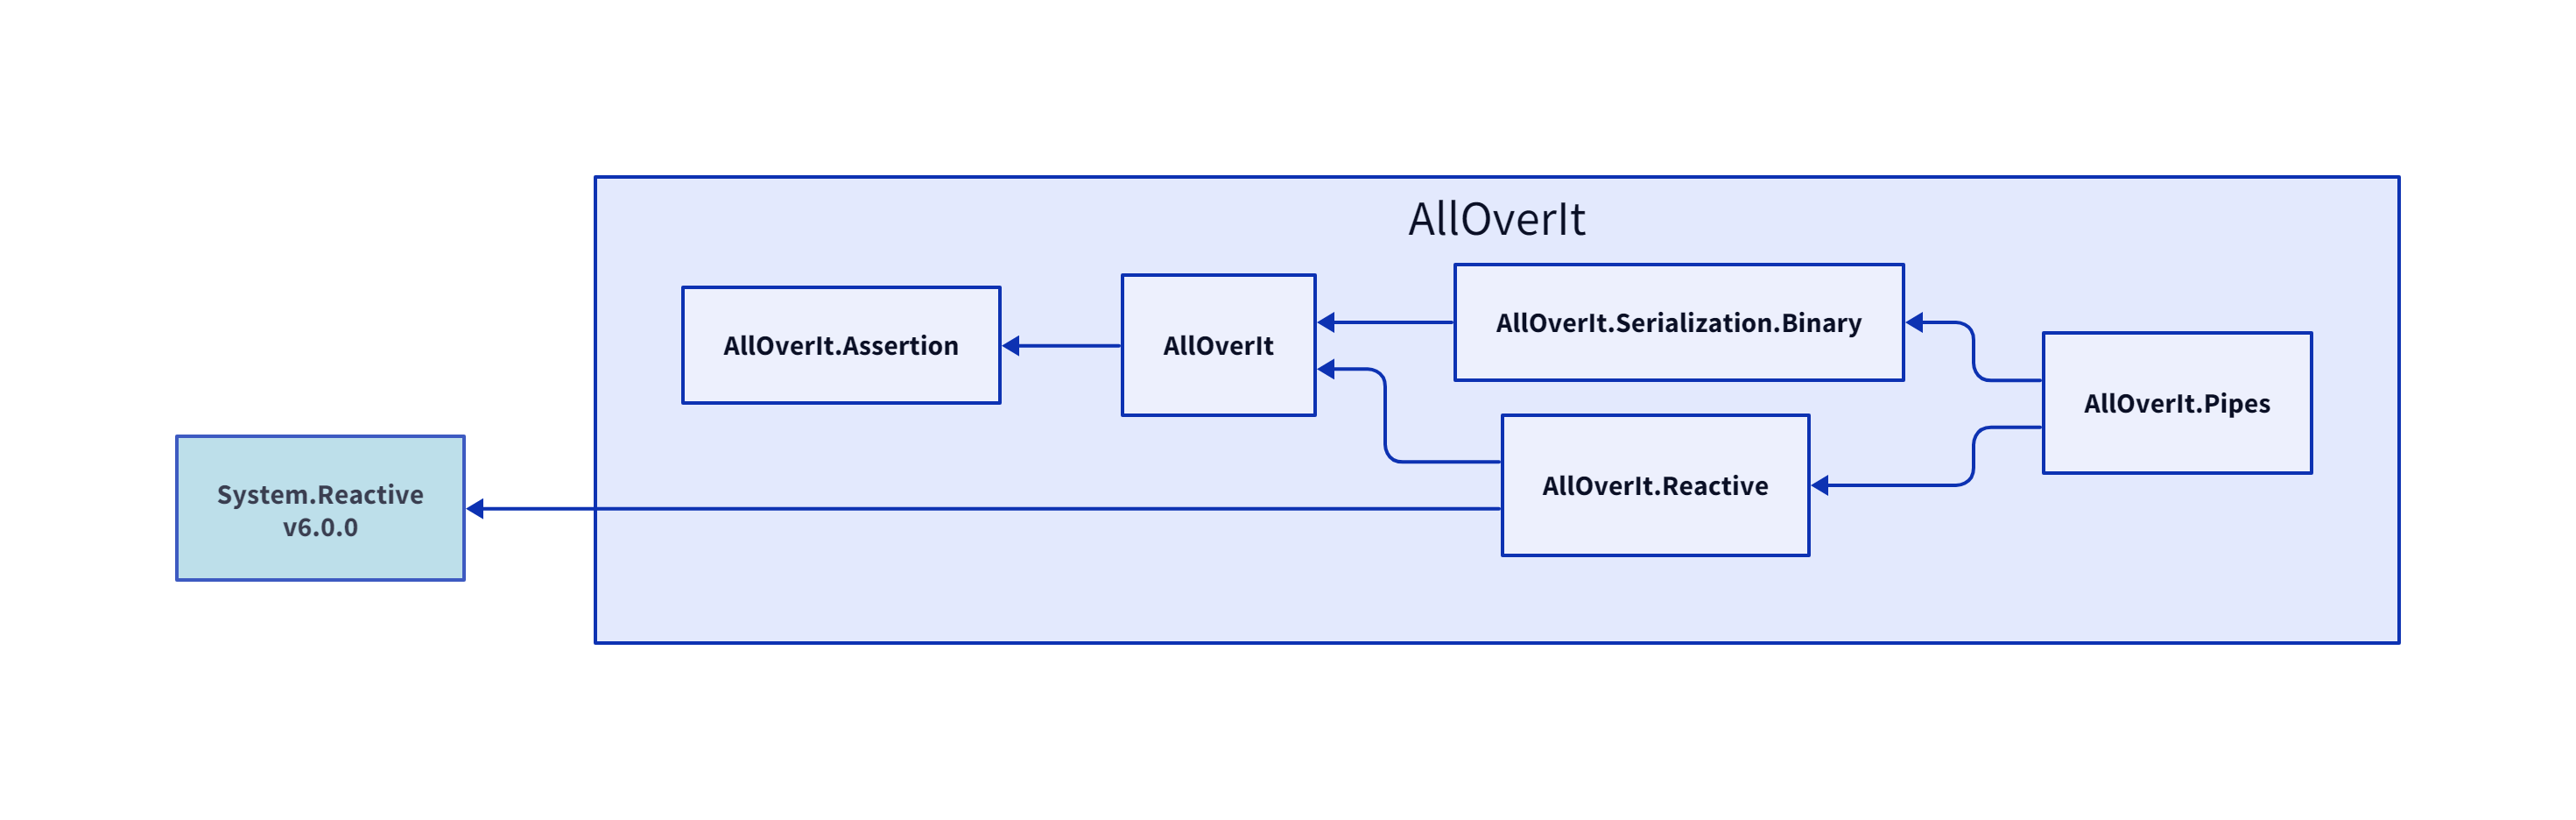 AllOverIt
AllOverIt.Assertion
AllOverIt
AllOverIt.Serialization.Binary
AllOverIt.Pipes
AllOverIt.Reactive
System.Reactive
v6.0.0